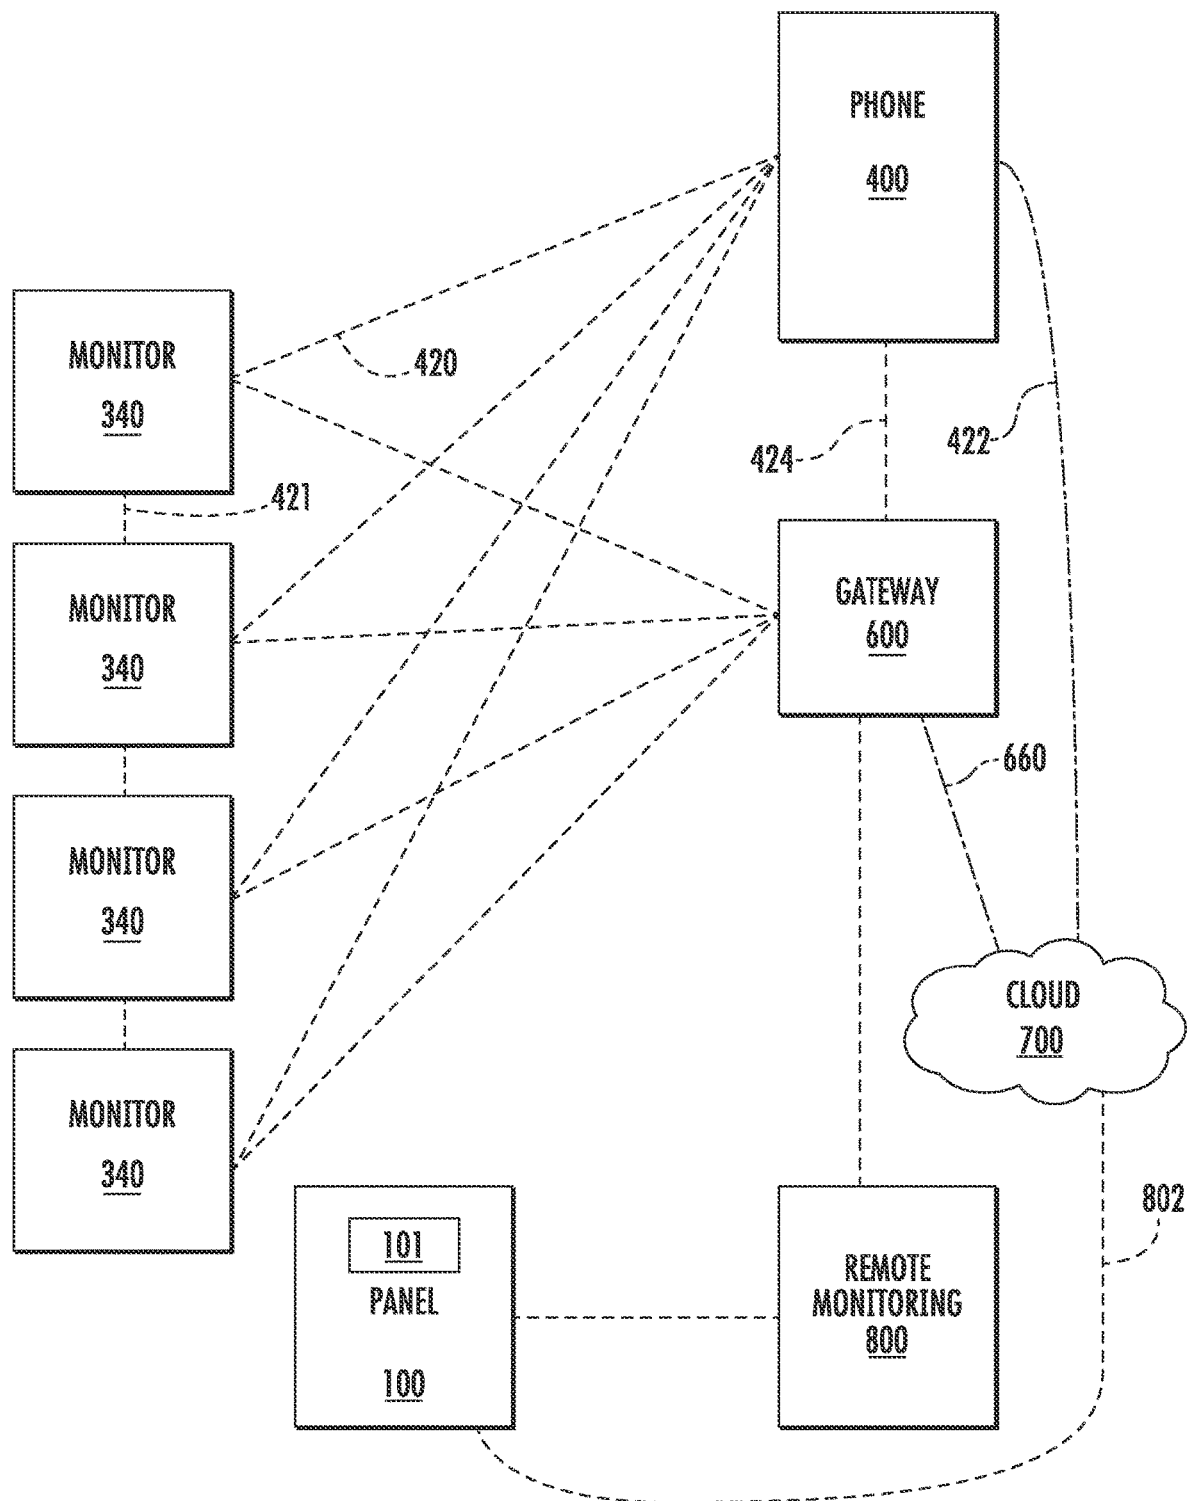 PHONE
400
MONITOR
340
420
424
422
421
MONITOR
340
GATEWAY
600
660
MONITOR
340
CLOUD
700
MONITOR
340
802
101
PANEL
100
REMOTE
MONITORING
800